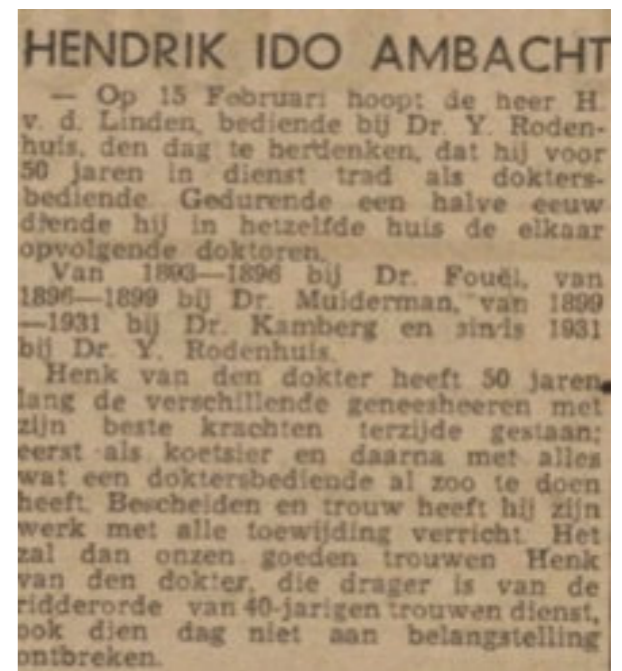 HENDRIK IDO AMBACHT
— Op 15 Februari hoopt de heer H.
v. d. Linden, bediende bij Dr. Y. Roden-
huis, den dag te herdenken, dat hij voor
50 jaren in dienst trad als dokters-
bediende. Gedurende een halve eeuw
diende hij in hetzelfde huis de elkaar
opvolgende doktoren.
Van 1893—1896 bij Dr. Fouël, van
1896—1899 bij Dr. Muiderman, van 1899
—1931 bij Dr. Kamberg en sinds 1931
bij Dr. Y. Rodenhuis.
Henk van den dokter heeft 50 jaren
lang de verschillende geneesheeren met
zijn beste krachten terzijde gestaan;
eerst als koetsier en daarna met alles
wat een doktersbediende al zoo te doen
heeft. Bescheiden en trouw heeft hij zijn
werk met alle toewijding verricht. Het
zal dan onzen goeden trouwen Henk
van den dokter, die drager is van de
ridderorde van 40-jarigen trouwen dienst,
ook dien dag niet aan belangstelling
ontbreken.